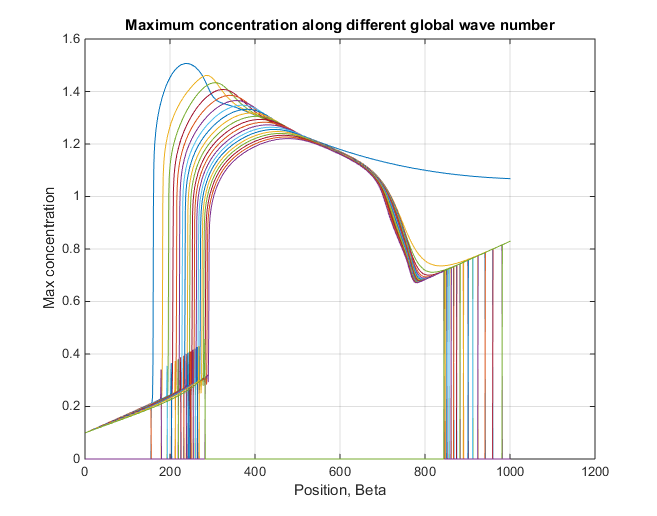 Maximum concentration along different global wave number
1.6
1.4
1.2
1
0.8
0.6
0.4
0.2
0
Max concentration
0 200 400 600 800 1000 1200
Position, Beta